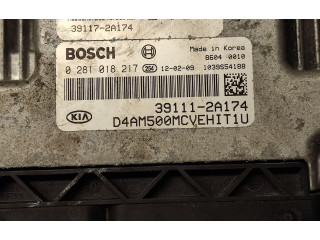 39117-2A174
BOSCH
Made in Korea
0 281 018 217 12-02-09
8604 0010
1039S54188
39111-2A174
KIA
D4AM500MCVEHIT1U